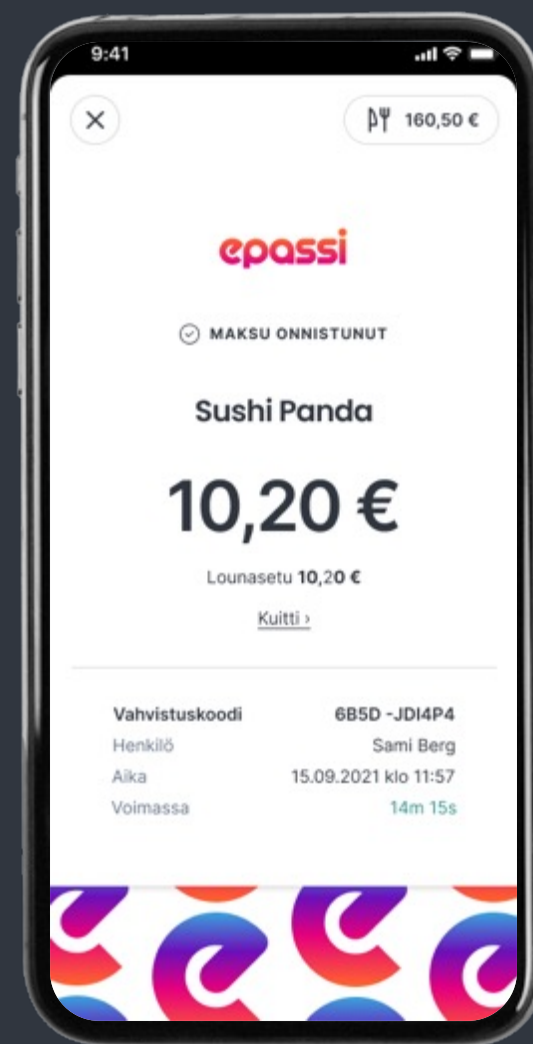 9:41
160,50 €
epassi
MAKSU ONNISTUNUT
Sushi Panda
10,20 €
Lounasetu 10,20 €
Kuitti ›
Vahvistuskoodi 6B5D -JDI4P4
Henkilö Sami Berg
Aika 15.09.2021 klo 11:57
Voimassa 14m 15s